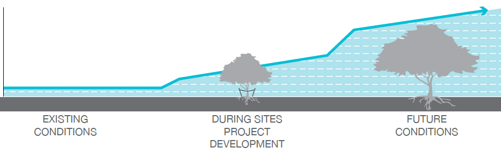 EXISTING
CONDITIONS
DURING SITES
PROJECT
DEVELOPMENT
FUTURE
CONDITIONS